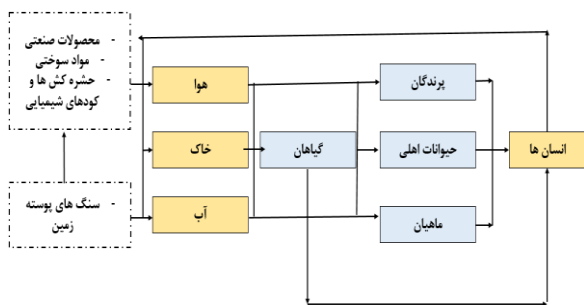 - محصولات صنعتی
- مواد سوختی
- حشره کش ها و
کودهای شیمیایی
هوا
پرندگان
خاک
گیاهان
حیوانات اهلی
انسان ها
- سنگ های پوسته
زمین
آب
ماهیان